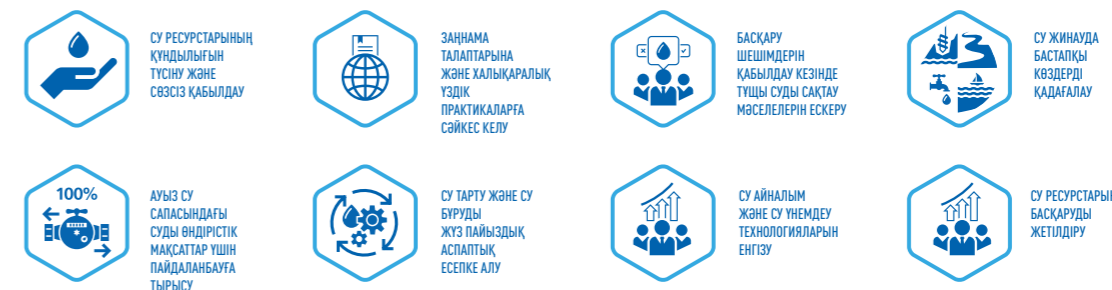 СУ РЕСУРСТАРЫНЫҢ
ҚҰНДЫЛЫҒЫН
ТҮСІНУ ЖӘНЕ
СӨЗСІЗ ҚАБЫЛДАУ
ЗАҢНАМА
ТАЛАПТАРЫНА
ЖӘНЕ ХАЛЫҚАРАЛЫҚ
ҮЗДІК
ПРАКТИКАЛАРҒА
СӘЙКЕС КЕЛУ
БАСҚАРУ
ШЕШІМДЕРІН
ҚАБЫЛДАУ КЕЗІНДЕ
ТҰЩЫ СУДЫ САҚТАУ
МӘСЕЛЕЛЕРІН ЕСКЕРУ
СУ ЖИНАУДА
БАСТАПҚЫ
КӨЗДЕРДІ
ҚАДАҒАЛАУ
100%
АУЫЗ СУ
САПАСЫНДАҒЫ
СУДЫ ӨНДІРІСТІК
МАҚСАТТАР ҮШІН
ПАЙДАЛАНБАУҒА
ТЫРЫСУ
СУ ТАРТУ ЖӘНЕ СУ
БҰРУДЫ
ЖҮЗ ПАЙЫЗДЫҚ
АСПАПТЫҚ
ЕСЕПКЕ АЛУ
СУ АЙНАЛЫМ
ЖӘНЕ СУ ҮНЕМДЕУ
ТЕХНОЛОГИЯЛАРЫН
ЕНГІЗУ
СУ
БАСҚАРУДЫ
ЖЕТІЛДІРУ